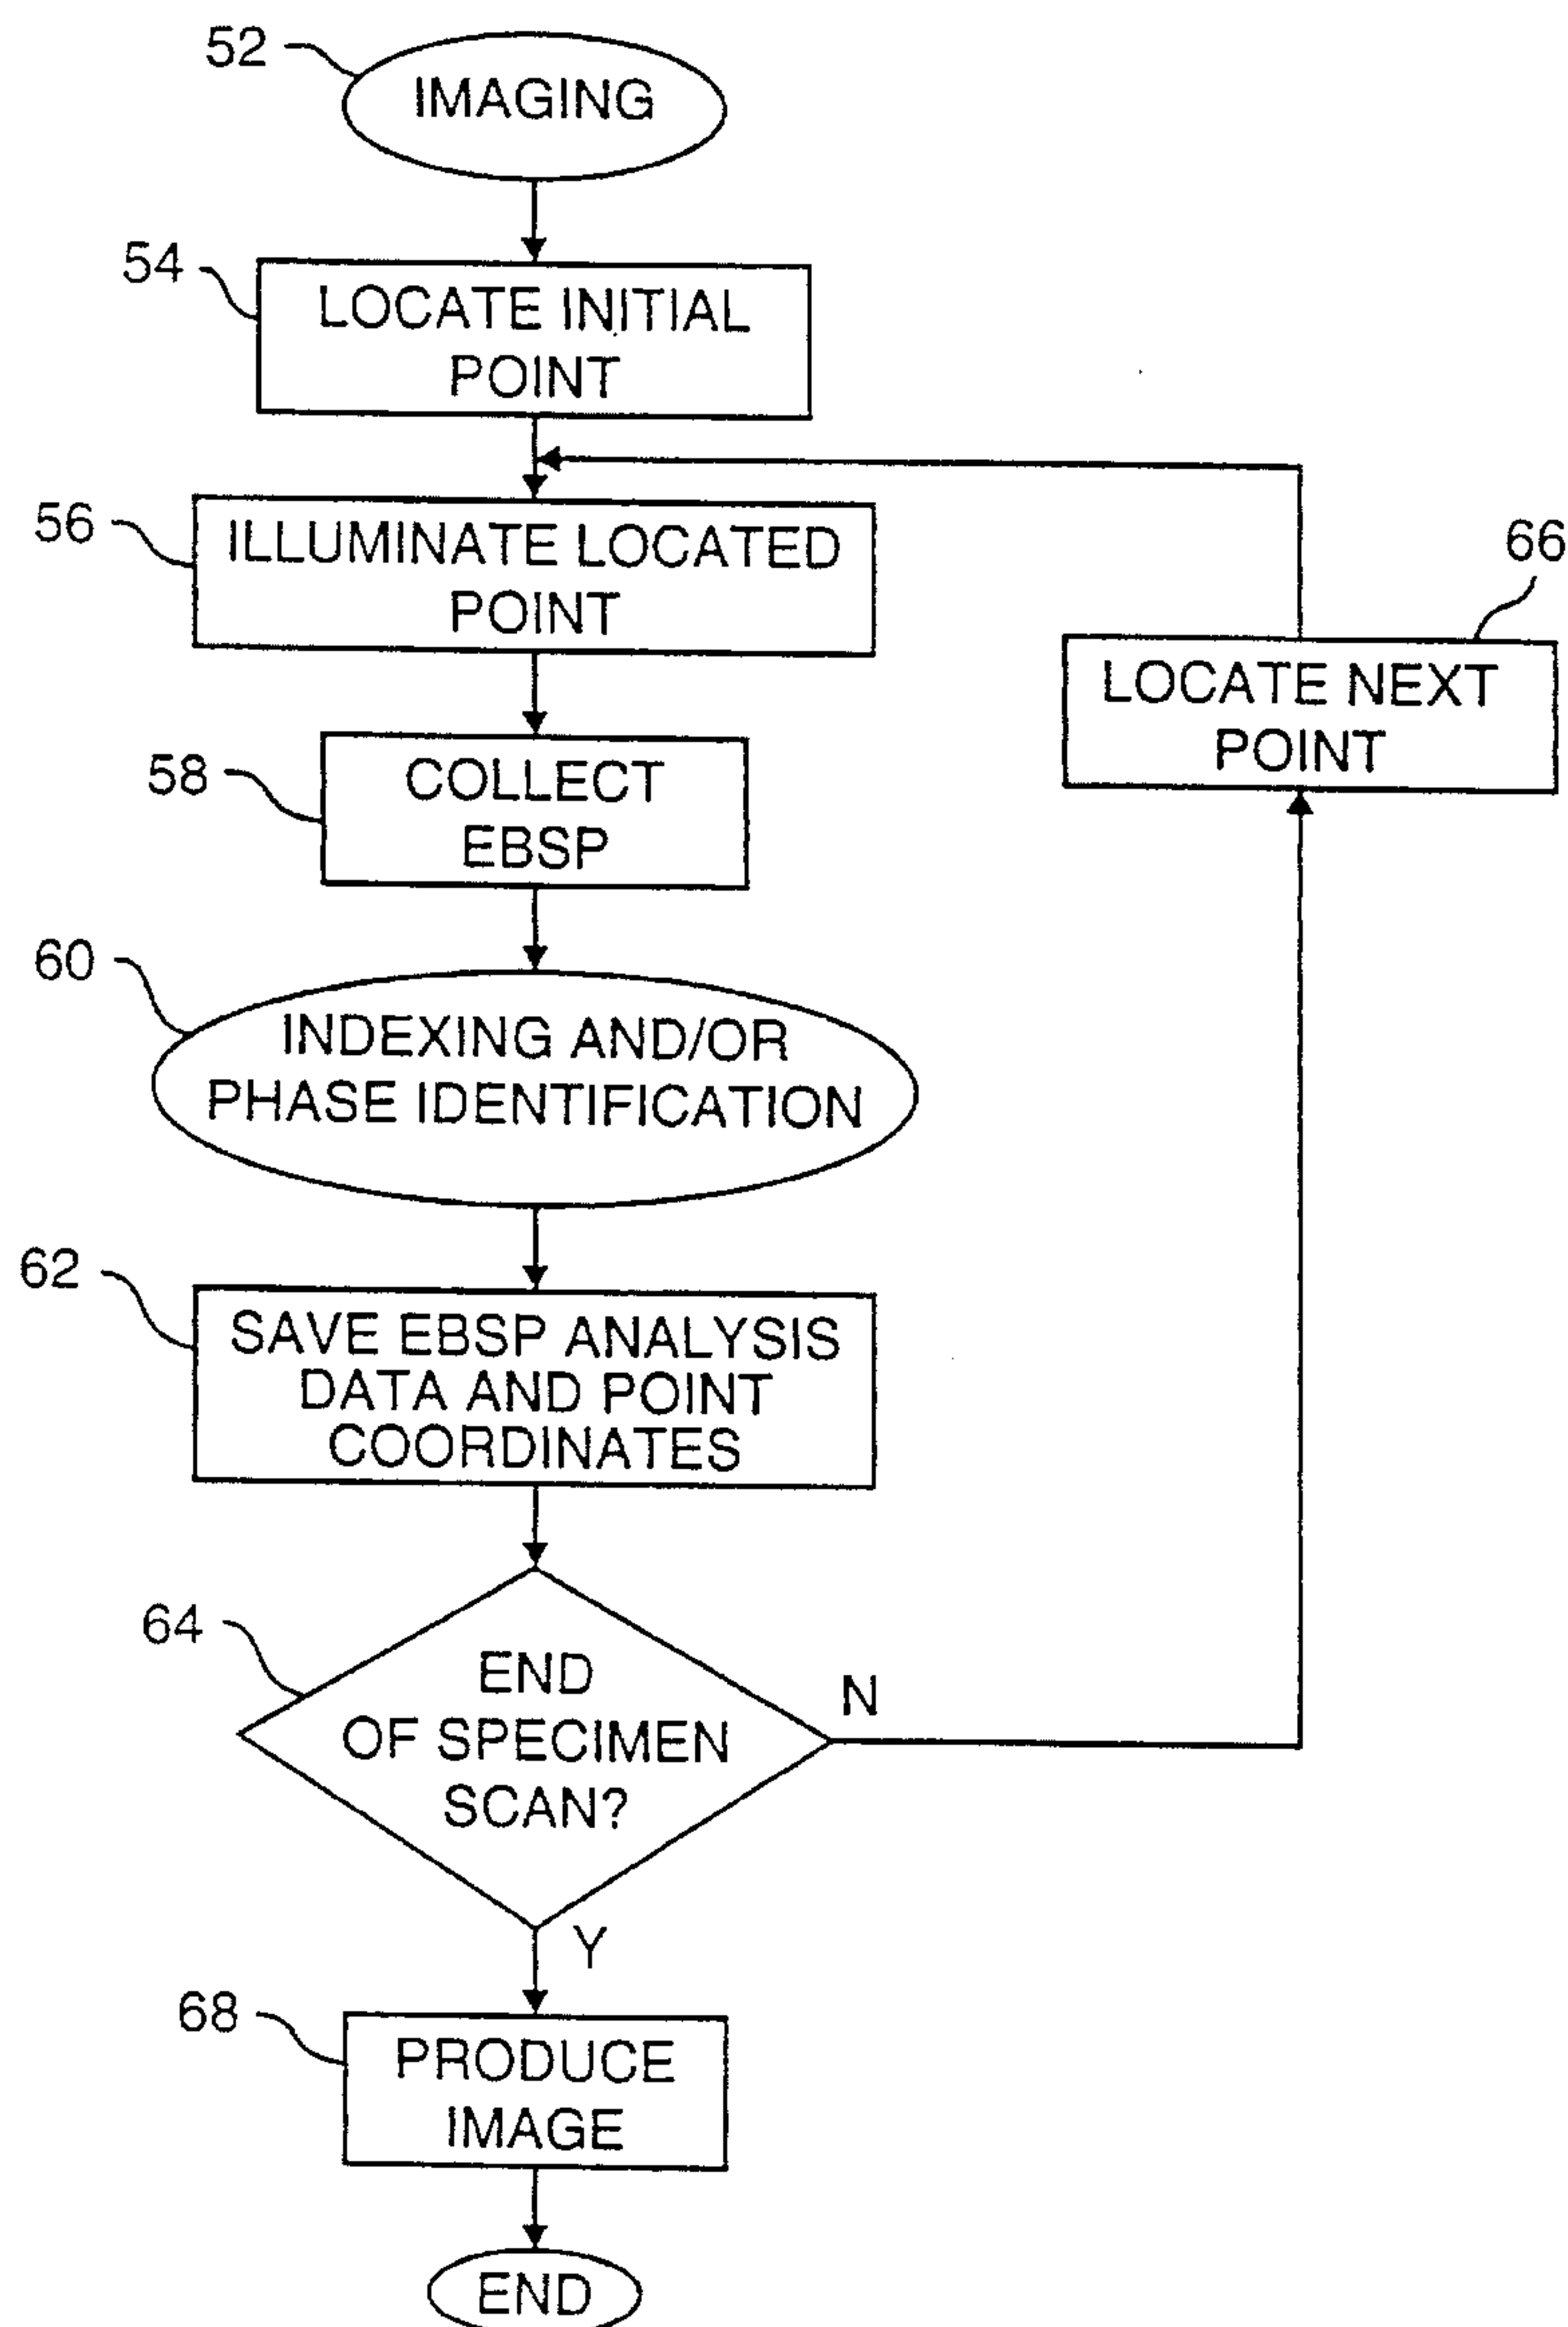 52
IMAGING
54
LOCATE INITIAL
POINT
56
ILLUMINATE LOCATED
POINT
66
LOCATE NEXT
POINT
58
COLLECT
EBSP
60
INDEXING AND/OR
PHASE IDENTIFICATION
62
SAVE EBSP ANALYSIS
DATA AND POINT
COORDINATES
64
END
OF SPECIMEN
SCAN?
N
Y
68
PRODUCE
IMAGE
END